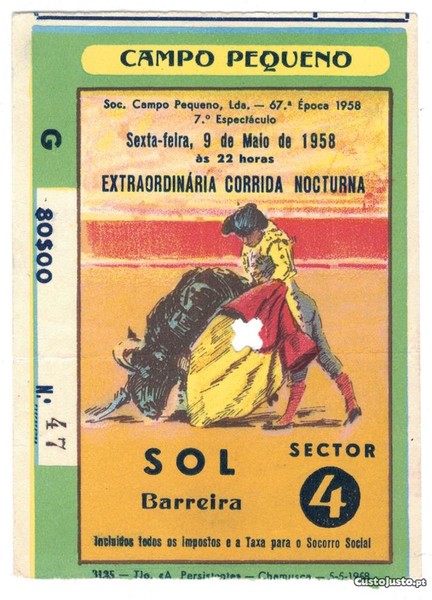 CAMPO PEQUENO
Soc. Campo Pequeno, Lda. — 67.ª Época 1958
7.º Espectáculo
Sexta-feira, 9 de Maio de 1958
às 22 horas
EXTRAORDINÁRIA CORRIDA NOCTURNA
G
80$00
N.º 47
SOL
Barreira
SECTOR
4
Incluidos todos os Impostos e a Taxa para o Socorro Social
3135 — Tip. «A Persistente» — Chamusca — 5-5-1958
CustoJusto.pt